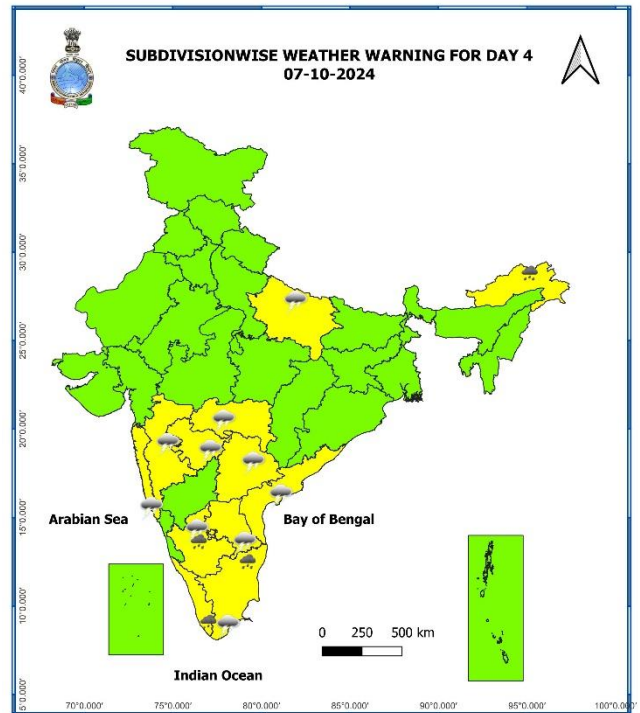 SUBDIVISIONWISE WEATHER WARNING FOR DAY 4
07-10-2024
40°0.000'
35°0.000'
30°0.000'
25°0.000'
20°0.000'
15°0.000'
10°0.000'
5°0.000'
Arabian Sea
Bay of Bengal
0 250 500 km
Indian Ocean
70°0.000' 75°0.000' 80°0.000' 85°0.000' 90°0.000' 95°0.000' 100°0.000'